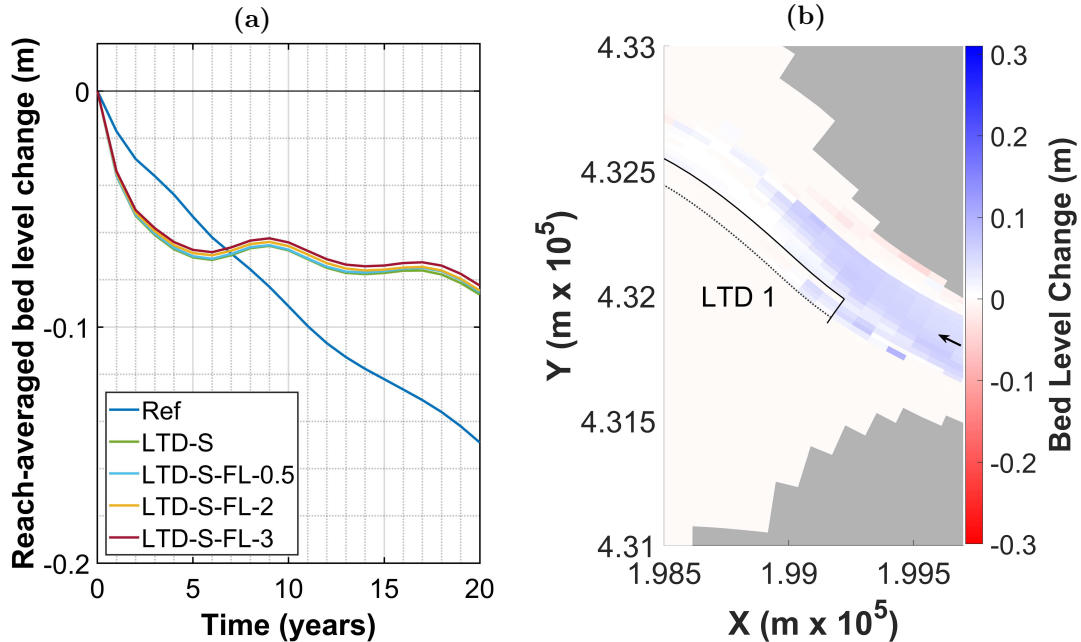 (a)
Reach-averaged bed level change (m)
0
-0.1
-0.2
Ref
LTD-S
LTD-S-FL-0.5
LTD-S-FL-2
LTD-S-FL-3
0 5 10 15 20
Time (years)
(b)
Y (m x 10^5)
4.33
4.325
4.32
4.315
4.31
LTD 1
1.985 1.99 1.995
X (m x 10^5)
0.3
0.2
0.1
0
-0.1
-0.2
-0.3
Bed Level Change (m)